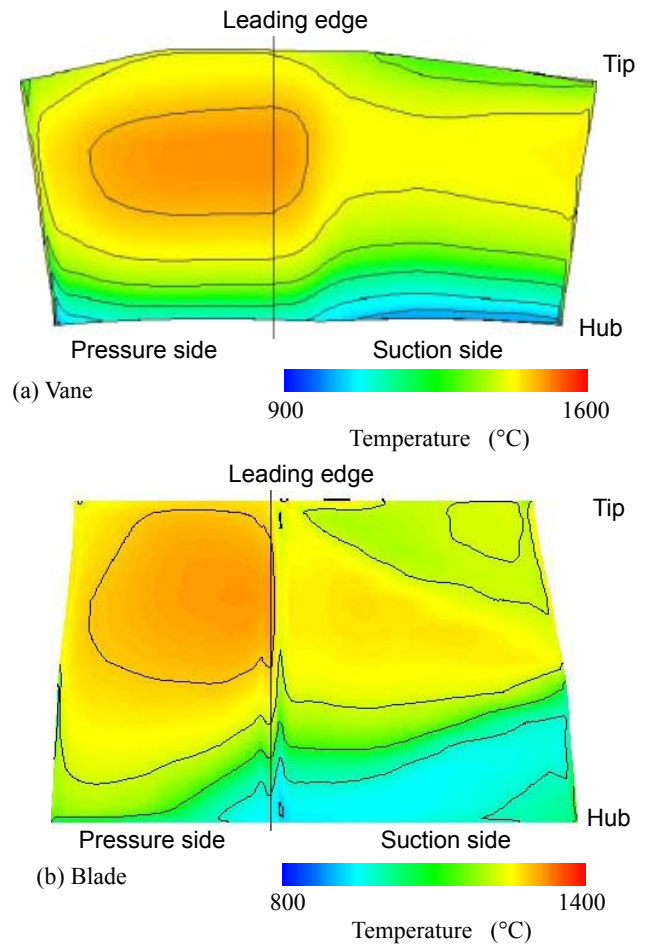 Leading edge
Tip
Hub
Pressure side Suction side
(a) Vane
900 1600
Temperature (°C)
Leading edge
Tip
Hub
Pressure side Suction side
(b) Blade
800 1400
Temperature (°C)